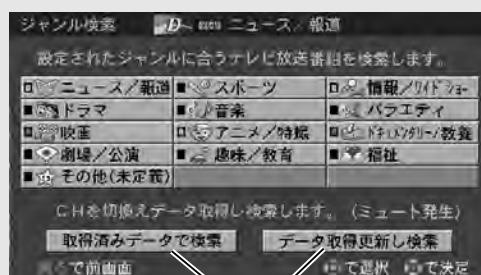 ジャンル検索 ニュース／報道
設定されたジャンルに合うテレビ放送番組を検索します。
ニュース／報道 スポーツ 情報／ワイドショー
ドラマ 音楽 バラエティ
映画 アニメ／特撮 ドキュメンタリー／教養
劇場／公演 趣味／教育 福祉
その他(未定義)
CHを切換えデータ取得し検索します。(ミュート発生)
取得済みデータで検索 データ取得更新し検索
で前画面 で選択 で決定